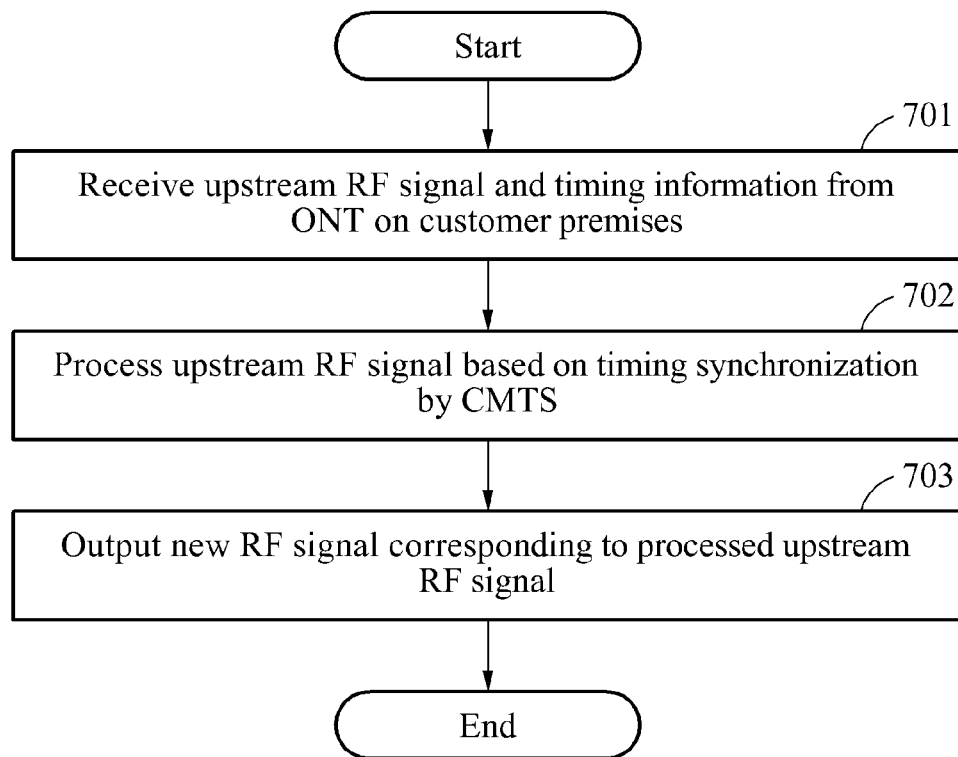 Start
701
Receive upstream RF signal and timing information from
ONT on customer premises
702
Process upstream RF signal based on timing synchronization
by CMTS
703
Output new RF signal corresponding to processed upstream
RF signal
End